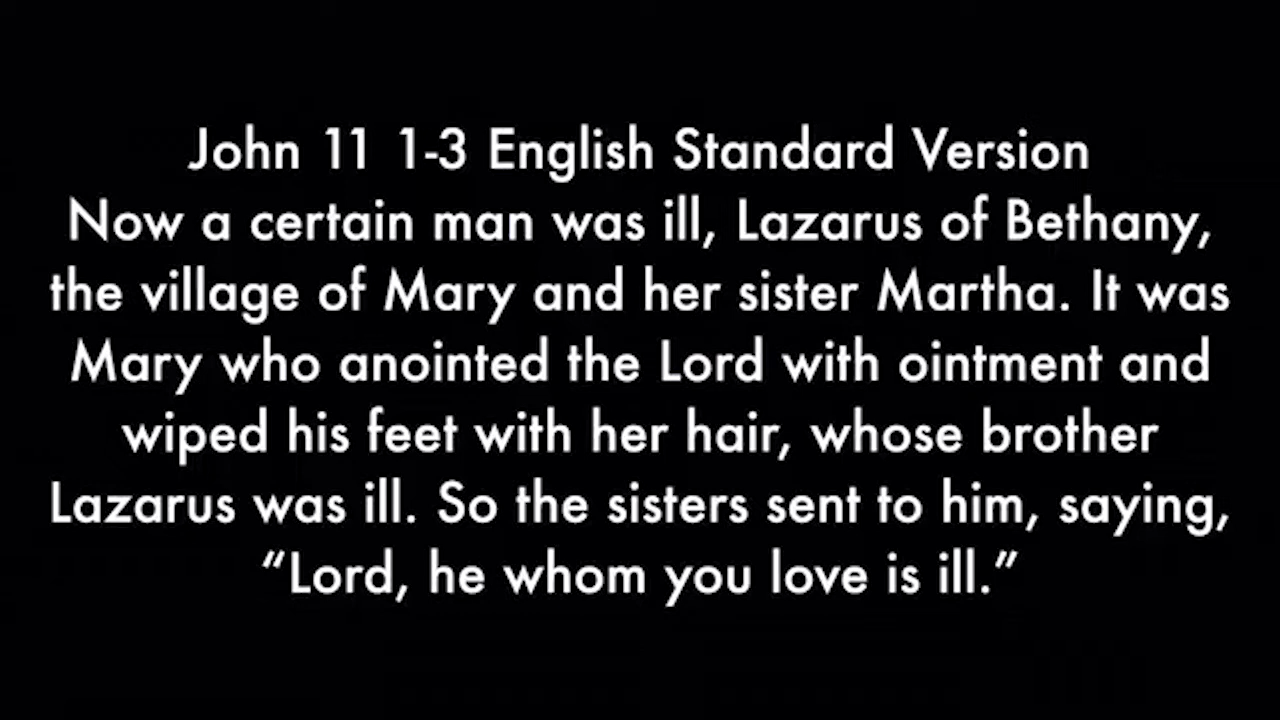 John 11 1-3 English Standard Version
Now a certain man was ill, Lazarus of Bethany,
the village of Mary and her sister Martha. It was
Mary who anointed the Lord with ointment and
wiped his feet with her hair, whose brother
Lazarus was ill. So the sisters sent to him, saying,
“Lord, he whom you love is ill.”